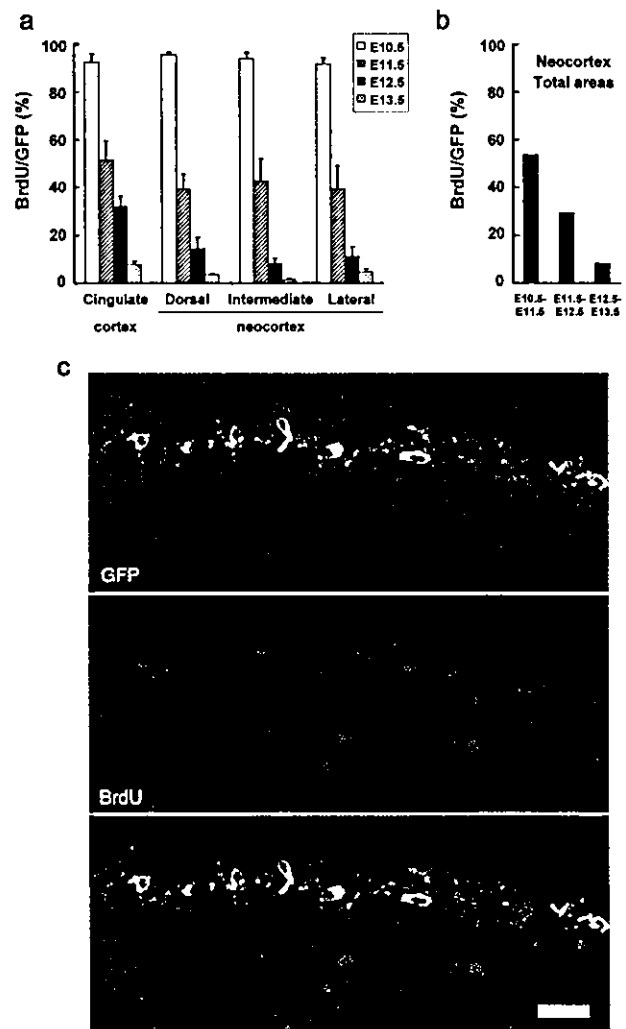 a
BrdU/GFP (%)
100
80
60
40
20
0
E10.5
E11.5
E12.5
E13.5
Cingulate
cortex
Dorsal
Intermediate
Lateral
neocortex
b
BrdU/GFP (%)
100
80
60
40
20
0
Neocortex
Total areas
E10.5-
E11.5
E11.5-
E12.5
E12.5-
E13.5
c
GFP
BrdU